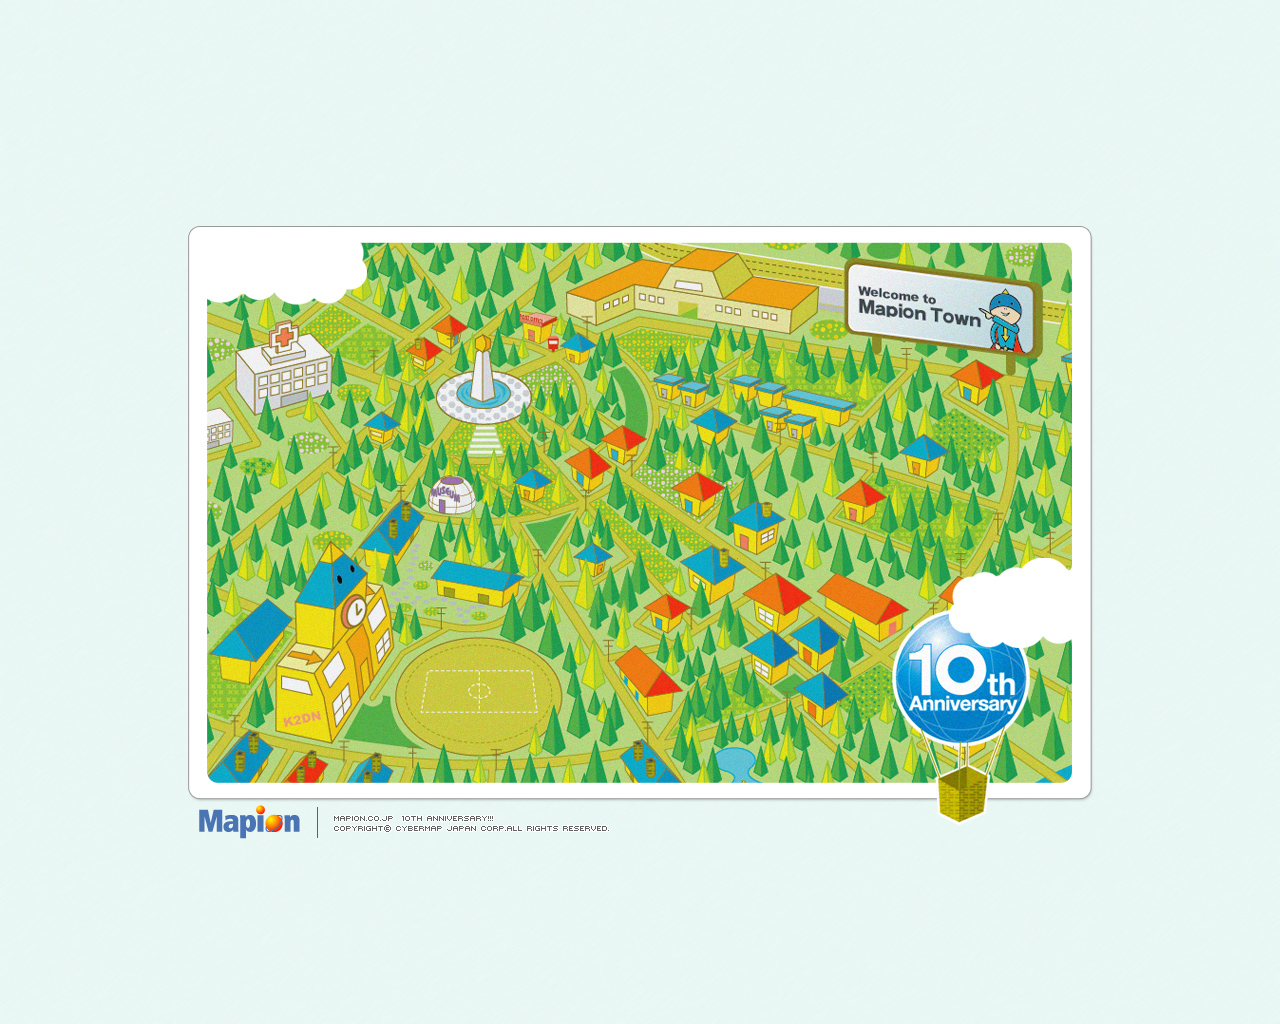 Welcome to
Mapion Town
MUSEUM
K2DN
10th
Anniversary
Mapion
MAPION.CO.JP 10TH ANNIVERSARY!!!
COPYRIGHT© CYBERMAP JAPAN CORP.ALL RIGHTS RESERVED.